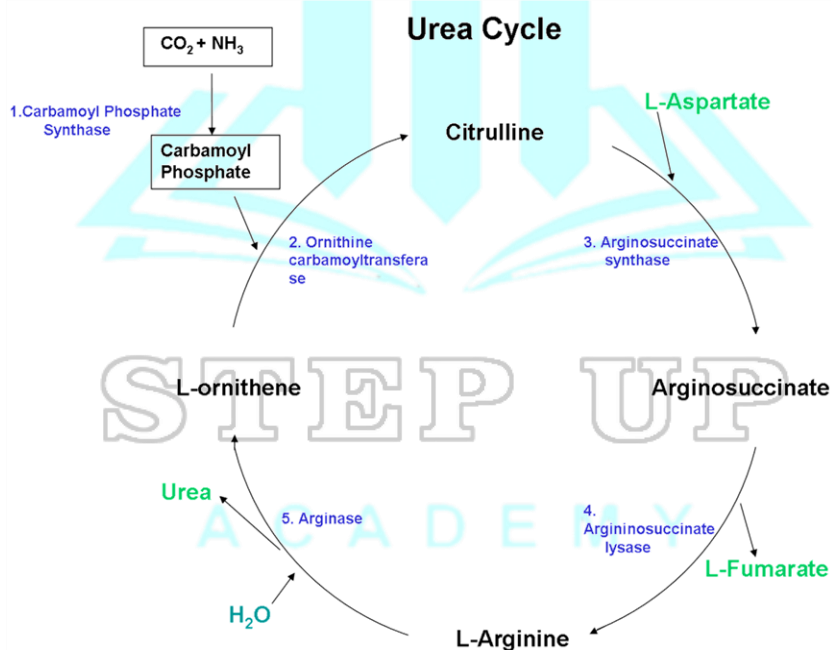 Urea Cycle
CO₂ + NH₃
1.Carbamoyl Phosphate
Synthase
Carbamoyl
Phosphate
Citrulline
L-Aspartate
2. Ornithine
carbamoyltransfera
se
3. Arginosuccinate
synthase
L-ornithene
Arginosuccinate
STEP UP
ACADEMY
Urea
5. Arginase
4.
Argininosuccinate
lysase
L-Fumarate
H₂O
L-Arginine